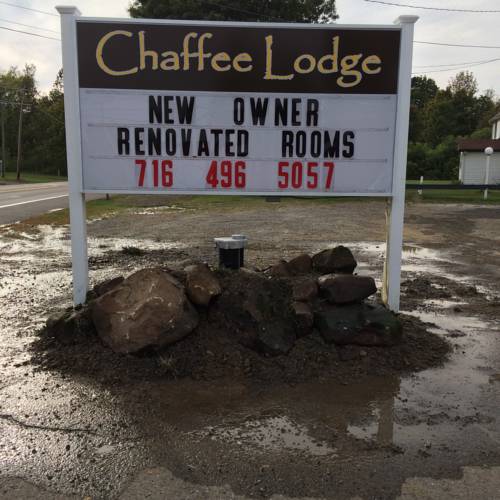 Chaffee Lodge
NEW OWNER
RENOVATED ROOMS
716 496 5057